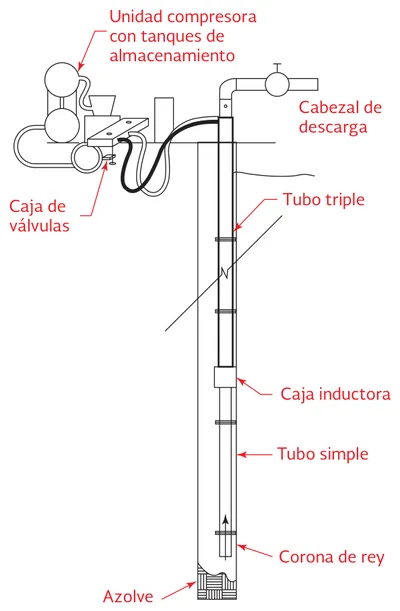 Unidad compresora
con tanques de
almacenamiento
Cabezal de
descarga
Caja de
válvulas
Tubo triple
Caja inductora
Tubo simple
Corona de rey
Azolve